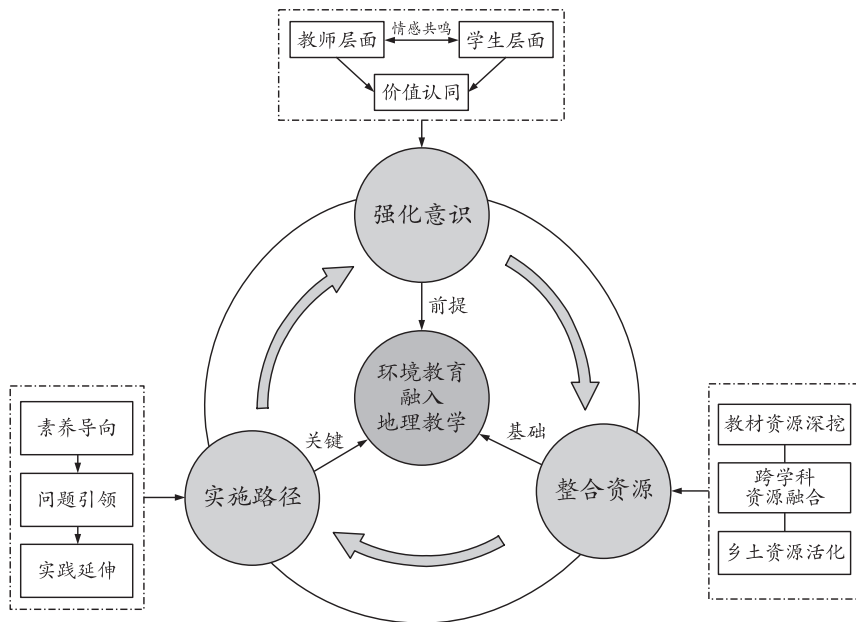 教师层面
情感共鸣
学生层面
价值认同
强化意识
前提
环境教育
融入
地理教学
关键
基础
素养导向
问题引领
实践延伸
实施路径
整合资源
教材资源深挖
跨学科
资源融合
乡土资源活化